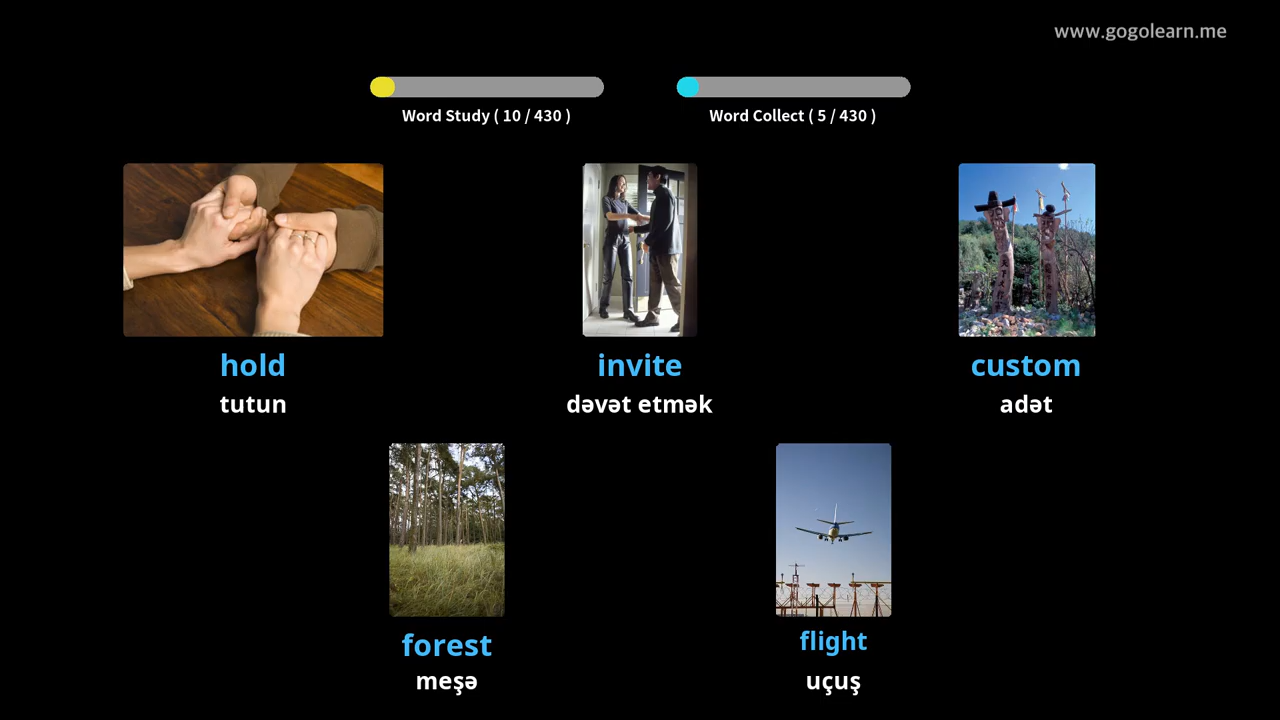 www.gogolearn.me
Word Study ( 10 / 430 )
Word Collect ( 5 / 430 )
hold
tutun
invite
dəvət etmək
custom
adət
forest
meşə
flight
uçuş